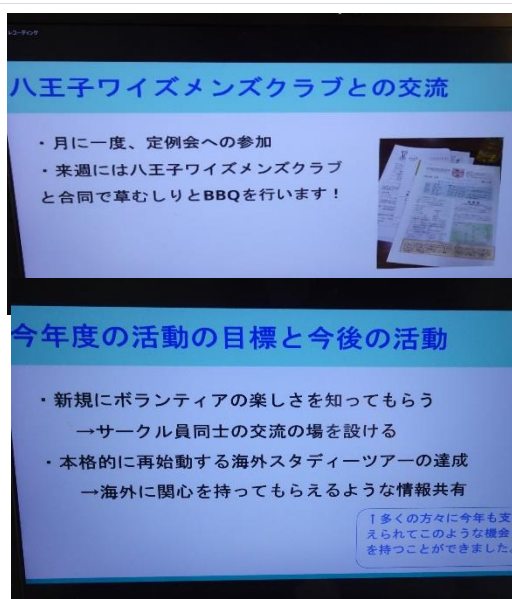 レコーディング
八王子ワイズメンズクラブとの交流
・月に一度、定例会への参加
・来週には八王子ワイズメンズクラブ
と合同で草むしりとBBQを行います！
今年度の活動の目標と今後の活動
・新規にボランティアの楽しさを知ってもらう
→サークル員同士の交流の場を設ける
・本格的に再始動する海外スタディーツアーの達成
→海外に関心を持ってもらえるような情報共有
↑多くの方々に今年も支
えられてこのような機会
を持つことができました。